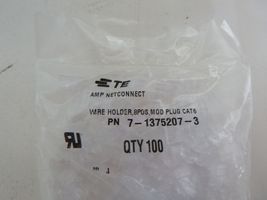 TE
AMP NETCONNECT
WIRE HOLDER,8POS,MOD PLUG CAT6
PN 7-1375207-3
QTY 100